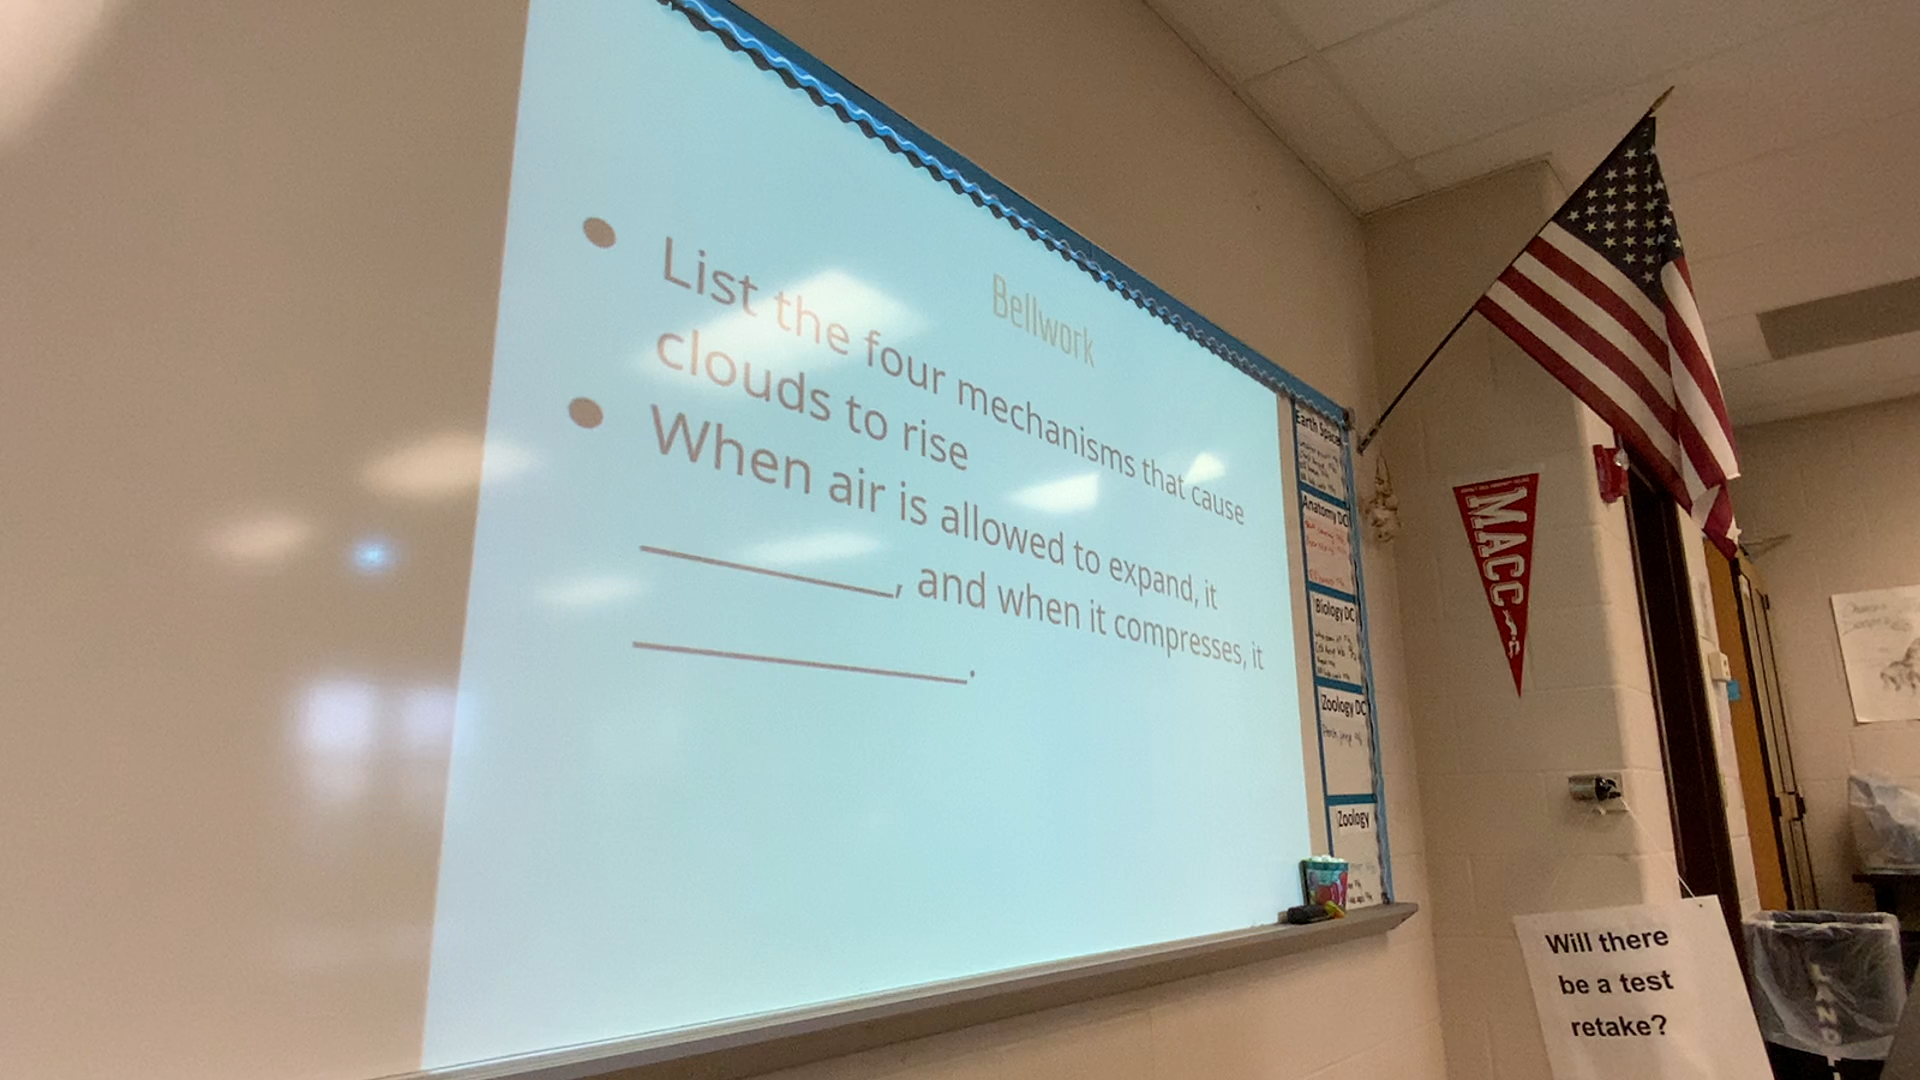 Bellwork
● List the four mechanisms that cause
clouds to rise
● When air is allowed to expand, it
__________, and when it compresses, it
______________.
Earth Space
Anatomy DC
Biology DC
Zoology DC
Zoology
MACC
Will there
be a test
retake?